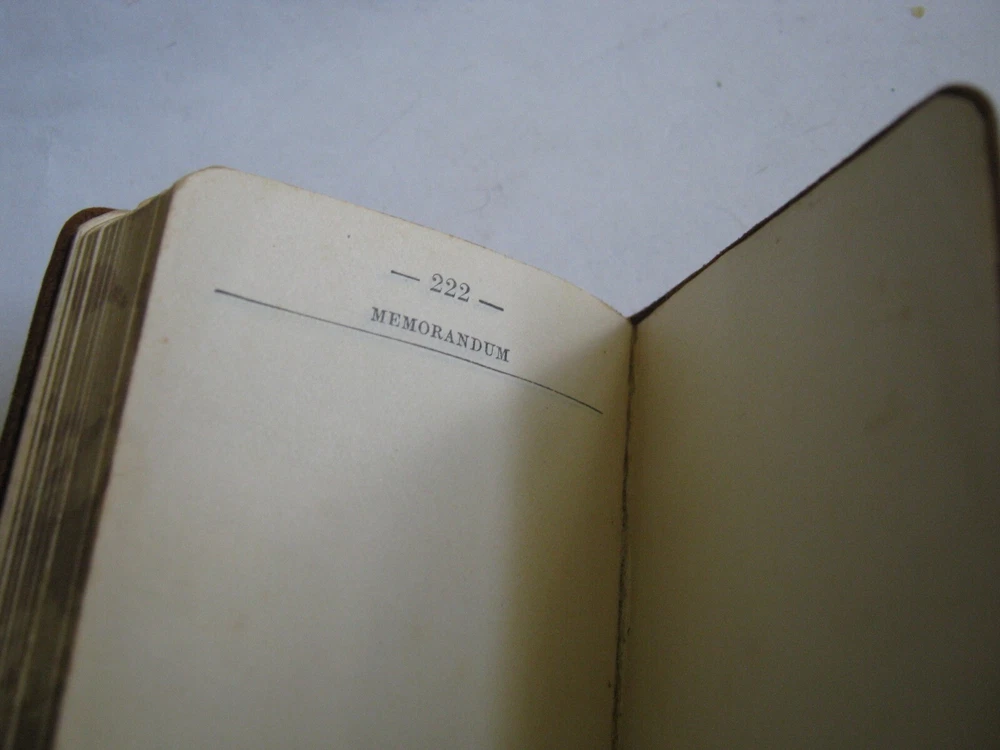 — 222 —
MEMORANDUM